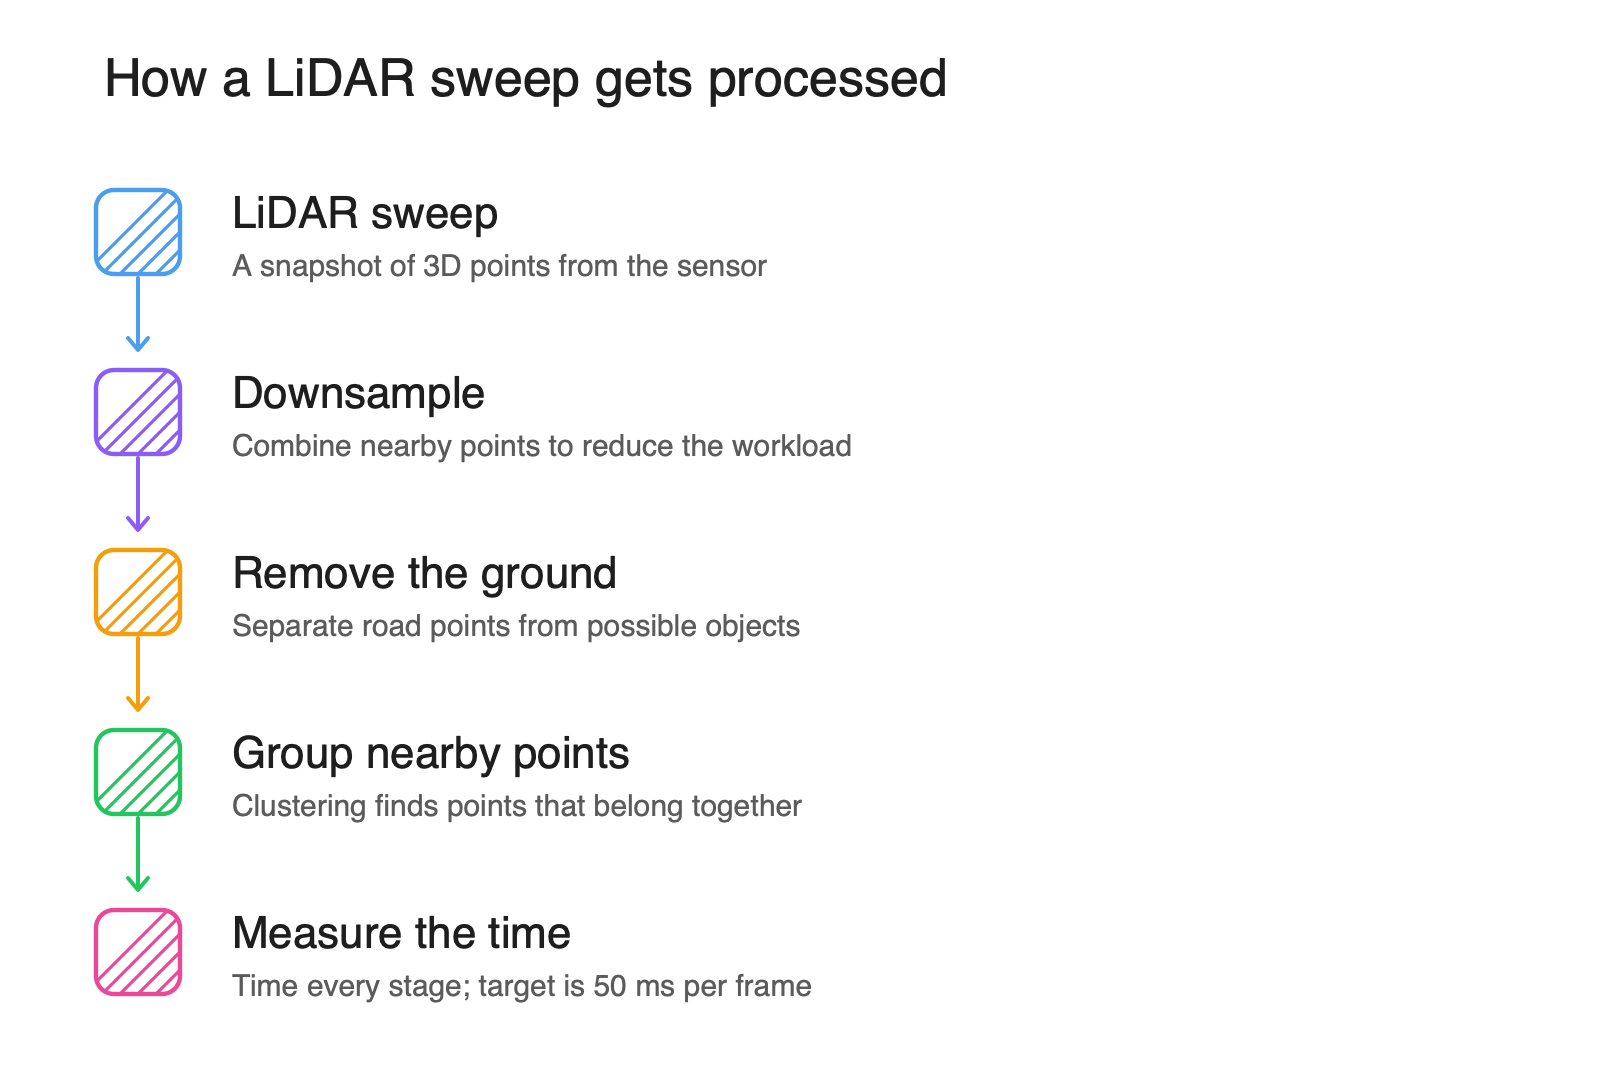 How a LiDAR sweep gets processed
LiDAR sweep
A snapshot of 3D points from the sensor
Downsample
Combine nearby points to reduce the workload
Remove the ground
Separate road points from possible objects
Group nearby points
Clustering finds points that belong together
Measure the time
Time every stage; target is 50 ms per frame